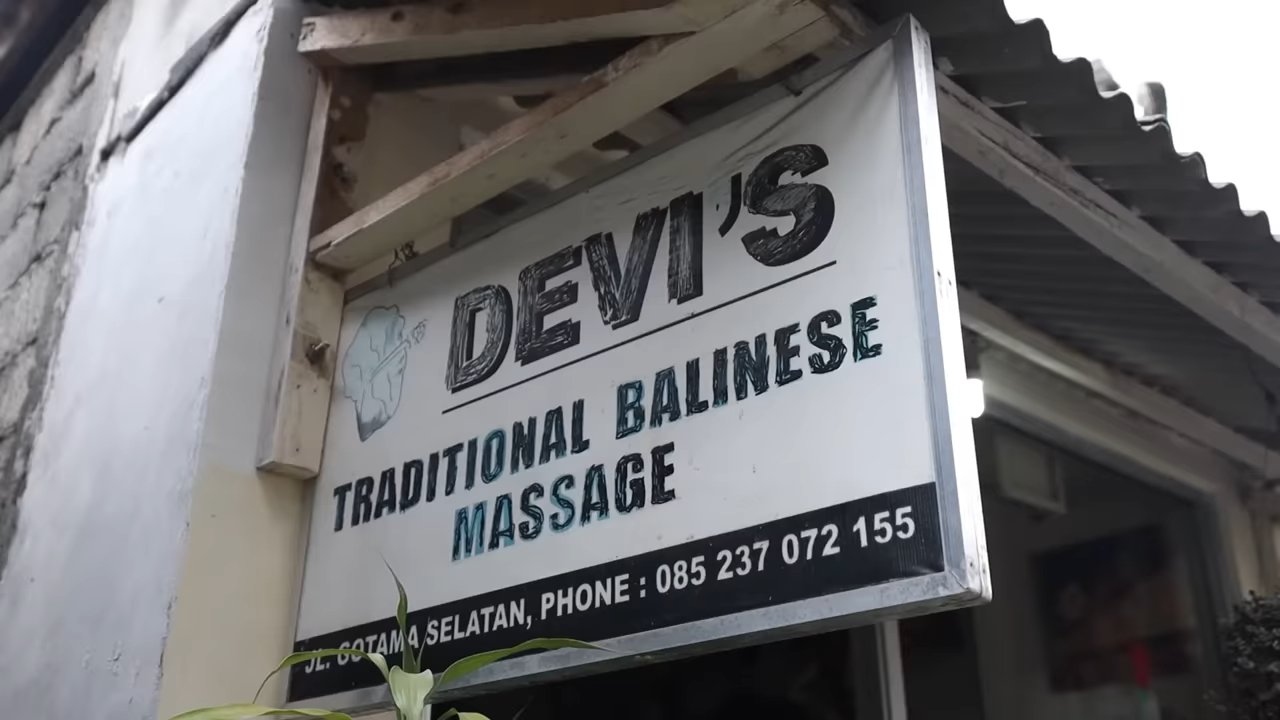 DEVI'S
TRADITIONAL BALINESE
MASSAGE
JL. GOTAMA SELATAN, PHONE : 085 237 072 155